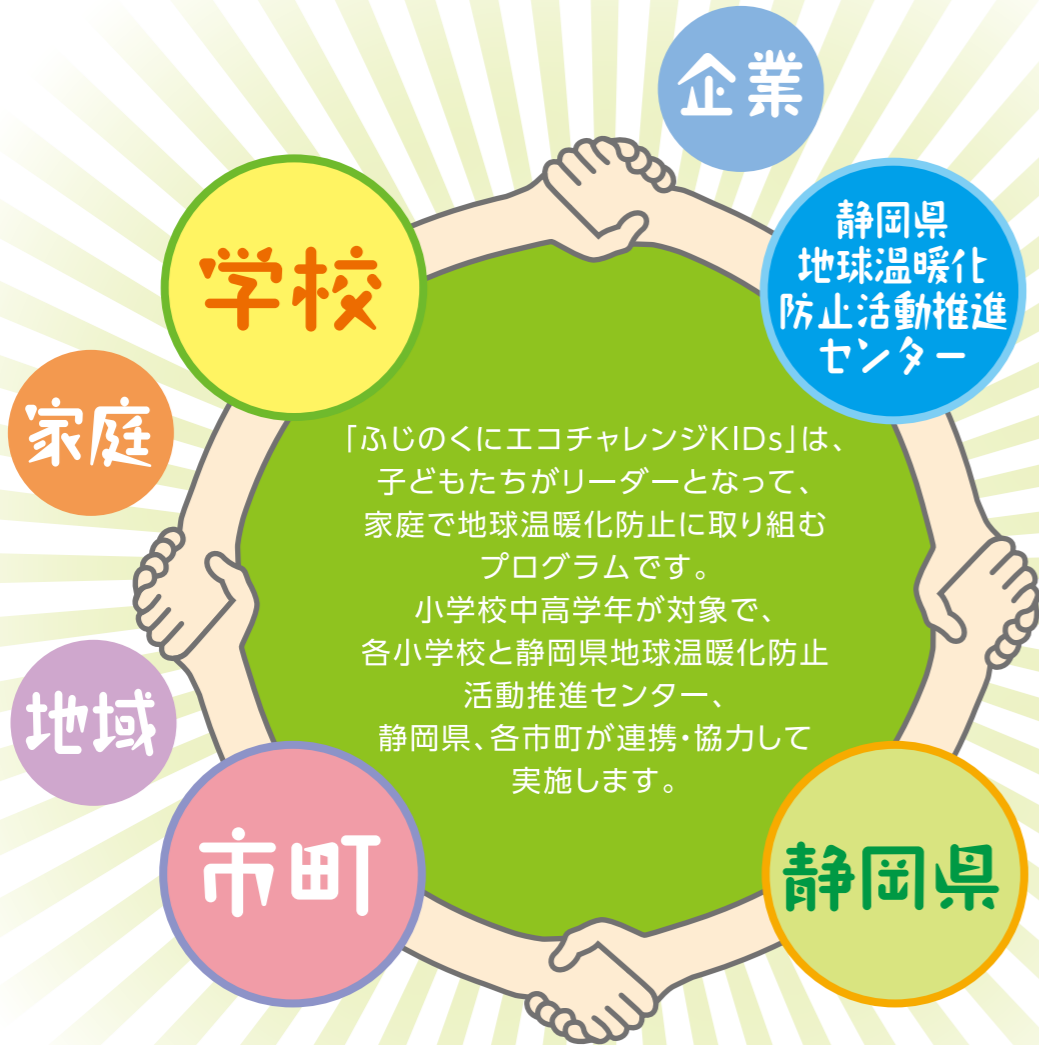 企業
学校
静岡県
地球温暖化
防止活動推進
センター
家庭
「ふじのくにエコチャレンジKIDs」は、
子どもたちがリーダーとなって、
家庭で地球温暖化防止に取り組む
プログラムです。
小学校中高学年が対象で、
各小学校と静岡県地球温暖化防止
活動推進センター、
静岡県、各市町が連携・協力して
実施します。
地域
市町
静岡県